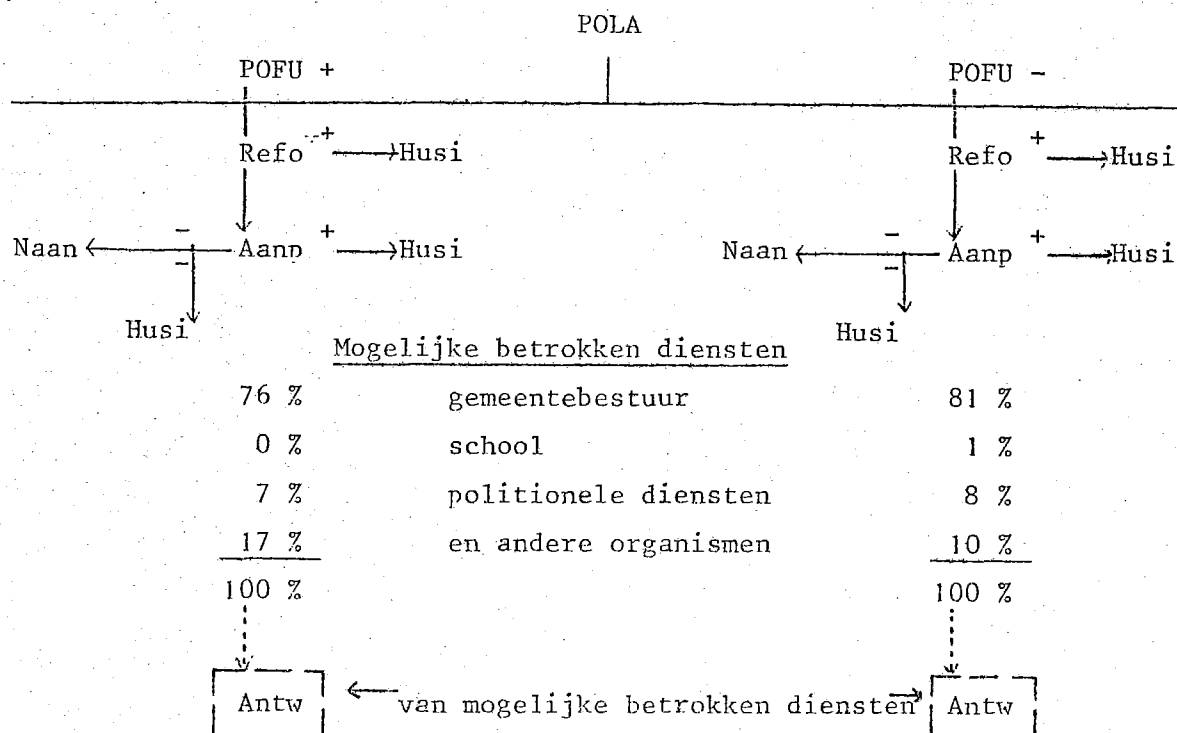 POLA
POFU + POFU -
Refo + Husi Refo + Husi
Naan - Aanp + Husi Naan - Aanp + Husi
- -
Husi Husi
Mogelijke betrokken diensten
76 % gemeentebestuur 81 %
0 % school 1 %
7 % politionele diensten 8 %
17 % en andere organismen 10 %
100 % 100 %
Antw van mogelijke betrokken diensten Antw